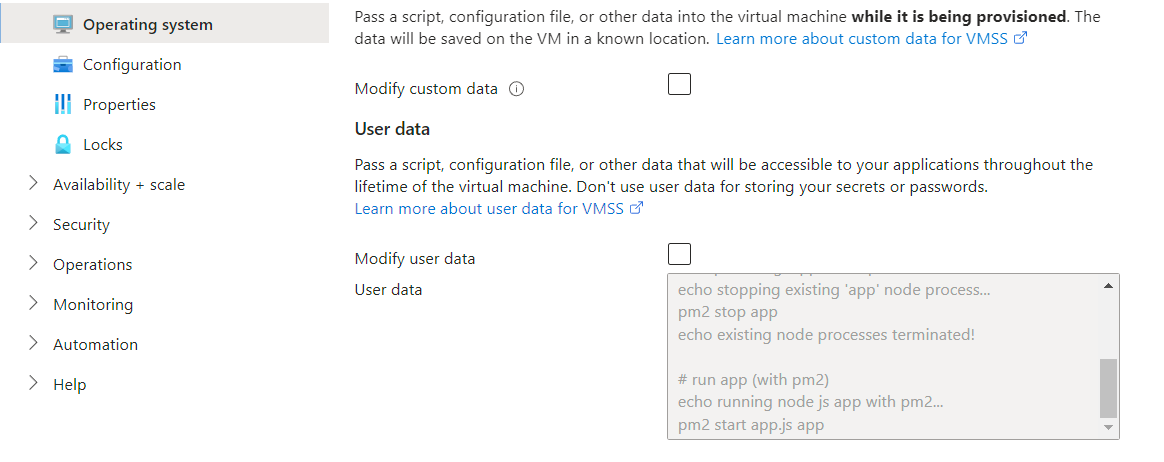 Operating system
Configuration
Properties
Locks
Availability + scale
Security
Operations
Monitoring
Automation
Help
Pass a script, configuration file, or other data into the virtual machine while it is being provisioned. The
data will be saved on the VM in a known location. Learn more about custom data for VMSS
Modify custom data
User data
Pass a script, configuration file, or other data that will be accessible to your applications throughout the
lifetime of the virtual machine. Don't use user data for storing your secrets or passwords.
Learn more about user data for VMSS
Modify user data
User data
echo stopping existing 'app' node process...
pm2 stop app
echo existing node processes terminated!
# run app (with pm2)
echo running node js app with pm2...
pm2 start app.js app